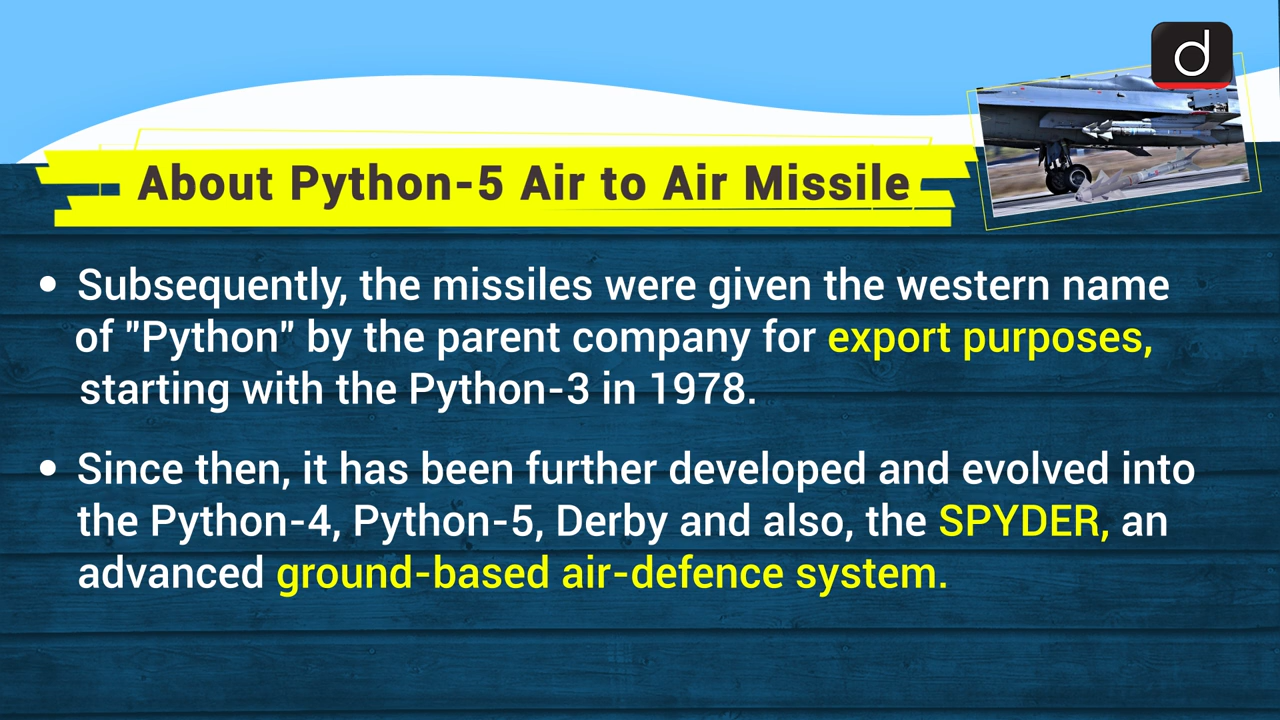 d
About Python-5 Air to Air Missile
• Subsequently, the missiles were given the western name
of "Python" by the parent company for export purposes,
starting with the Python-3 in 1978.
• Since then, it has been further developed and evolved into
the Python-4, Python-5, Derby and also, the SPYDER, an
advanced ground-based air-defence system.